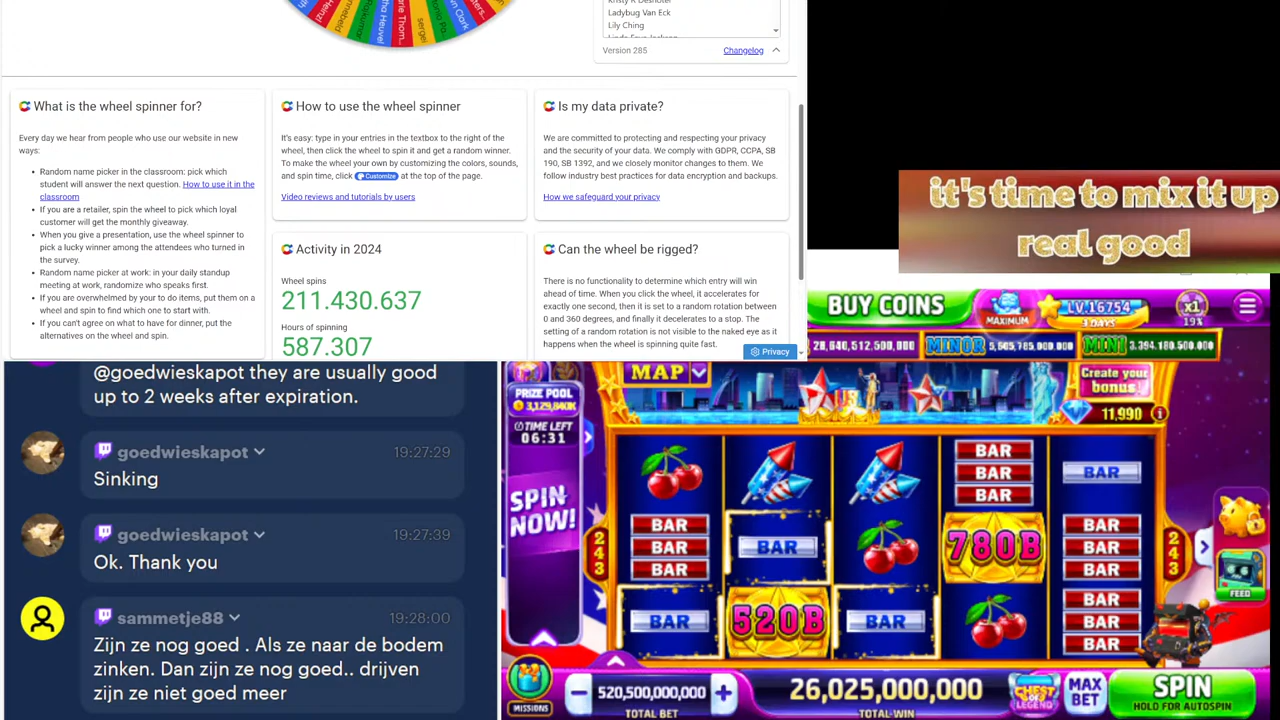 Ladybug Van Eck
Lily Ching
Version 285
Changelog
What is the wheel spinner for?
Every day we hear from people who use our website in new
ways:
Random name picker in the classroom: pick which
student will answer the next question. How to use it in the
classroom
If you are a retailer, spin the wheel to pick which loyal
customer will get the monthly giveaway.
When you give a presentation, use the wheel spinner to
pick a lucky winner among the attendees who turned in
the survey.
Random name picker at work: in your daily standup
meeting at work, randomize who speaks first.
If you are overwhelmed by your to do items, put them on a
wheel and spin to find which one to start with.
If you can't agree on what to have for dinner, put the
alternatives on the wheel and spin.
How to use the wheel spinner
It's easy: type in your entries in the textbox to the right of the
wheel, then click the wheel to spin it and get a random winner.
To make the wheel your own by customizing the colors, sounds,
and spin time, click Customize at the top of the page.
Video reviews and tutorials by users
Activity in 2024
Wheel spins
211.430.637
Hours of spinning
587.307
Is my data private?
We are committed to protecting and respecting your privacy
and the security of your data. We comply with GDPR, CCPA, SB
190, SB 1392, and we closely monitor changes to them. We
follow industry best practices for data encryption and backups.
How we safeguard your privacy
Can the wheel be rigged?
There is no functionality to determine which entry will win
ahead of time. When you click the wheel, it accelerates for
exactly one second, then it is set to a random rotation between
0 and 360 degrees, and finally it decelerates to a stop. The
setting of a random rotation is not visible to the naked eye as it
happens when the wheel is spinning quite fast.
Privacy
it's time to mix it up
real good
@goedwieskapot they are usually good
up to 2 weeks after expiration.
goedwieskapot 19:27:29
Sinking
goedwieskapot 19:27:39
Ok. Thank you
sammetje88 19:28:00
Zijn ze nog goed . Als ze naar de bodem
zinken. Dan zijn ze nog goed.. drijven
zijn ze niet goed meer
BUY COINS
MAXIMUM
LV.16754
3 DAYS
x1
19%
MINOR
MINI 3.394.180.500.000
MAP
Create your
bonus
11,990
PRIZE POOL
3,129,840K
TIME LEFT
06:31
SPIN
NOW!
243
243
BAR
BAR
BAR
BAR
BAR
BAR
BAR
BAR
780B
BAR
BAR
BAR
BAR
520B
BAR
BAR
BAR
BAR
FEED
MISSIONS
520,500,000,000
TOTAL BET
26,025,000,000
TOTAL WIN
CHEST OF LEGEND
MAX
BET
SPIN
HOLD FOR AUTOSPIN